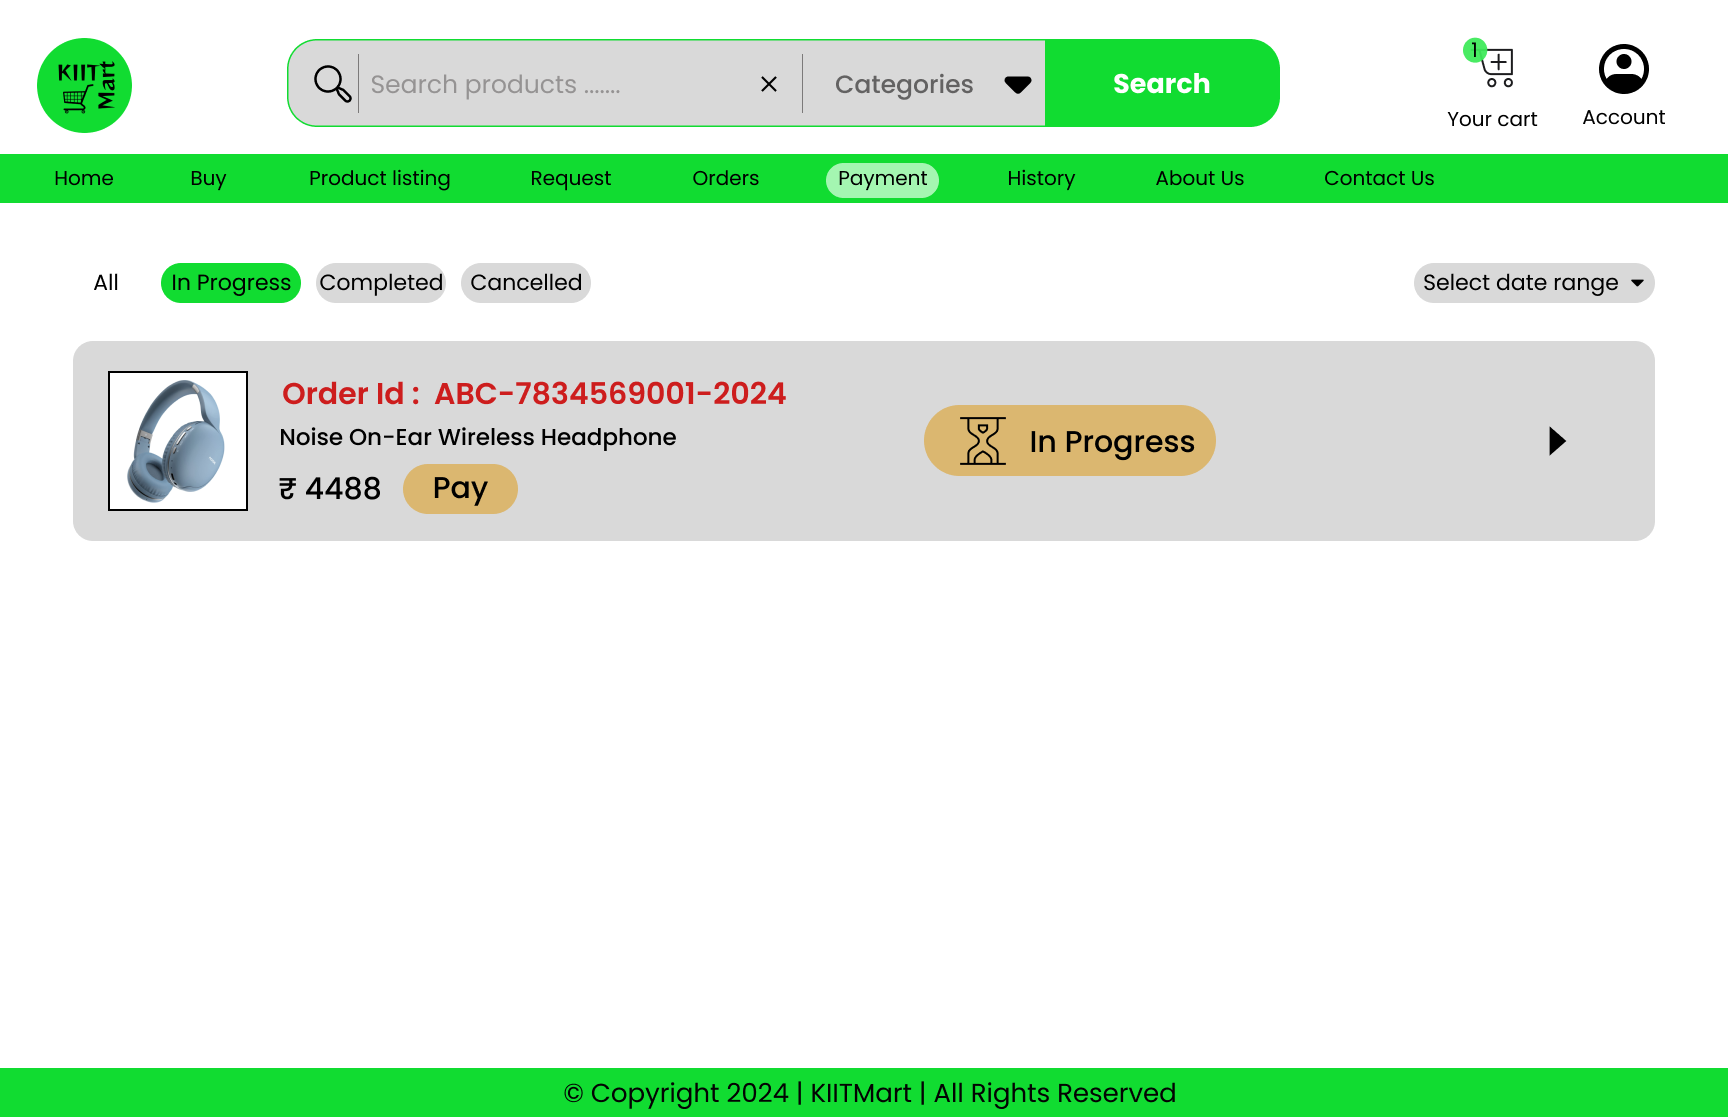 KIIT
Mart
Search products .......
Categories
Search
1
Your cart
Account
Home
Buy
Product listing
Request
Orders
Payment
History
About Us
Contact Us
All
In Progress
Completed
Cancelled
Select date range
Order Id : ABC-7834569001-2024
Noise On-Ear Wireless Headphone
₹ 4488
Pay
In Progress
© Copyright 2024 | KIITMart | All Rights Reserved